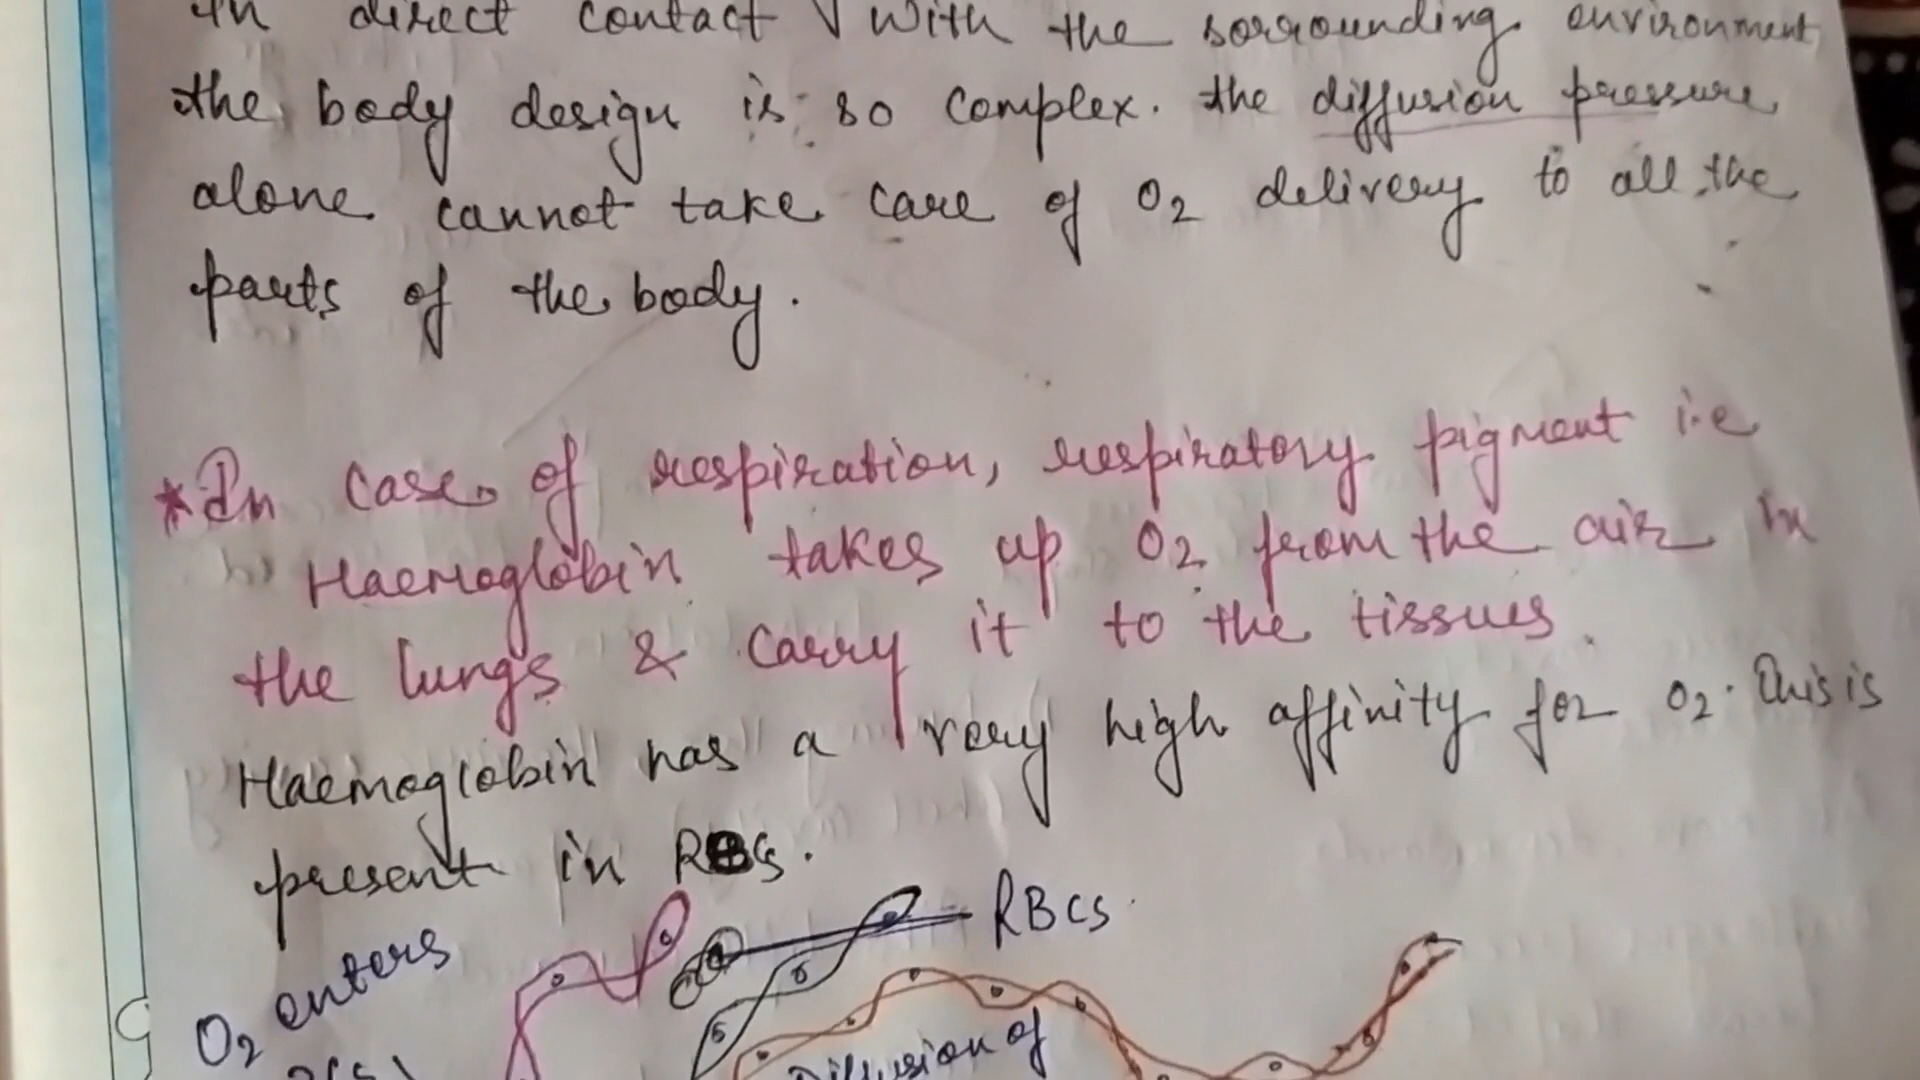 In direct contact with the sorrounding environment
the body design is so complex. the diffusion pressure
alone cannot take care of O2 delivery to all the
parts of the body.
*In case of respiration, respiratory pigment i.e
Haemoglobin takes up O2 from the air in
the lungs & carry it to the tissues.
Haemoglobin has a very high affinity for O2. This is
present in RBCs.
RBCs
O2 enters
Diffusion of